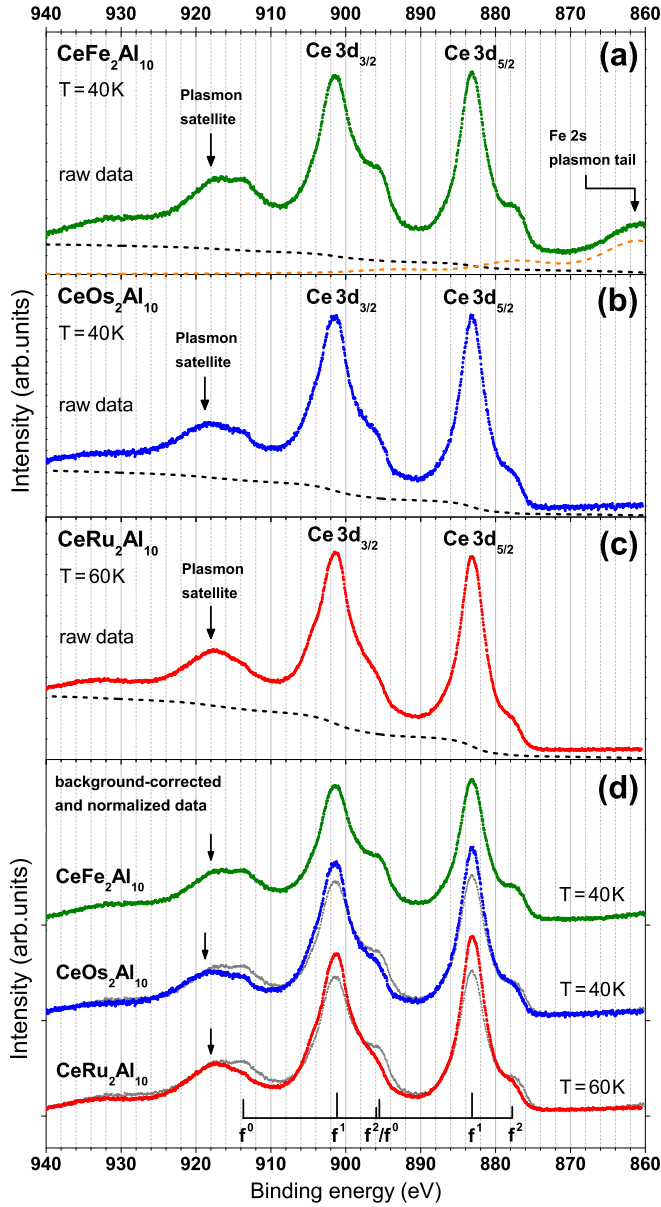 940 930 920 910 900 890 880 870 860
CeFe₂Al₁₀
T = 40K
Ce 3d₃/₂
Ce 3d₅/₂
(a)
Plasmon
satellite
Fe 2s
plasmon tail
raw data
CeOs₂Al₁₀
T = 40K
Ce 3d₃/₂
Ce 3d₅/₂
(b)
Plasmon
satellite
raw data
Intensity (arb.units)
CeRu₂Al₁₀
T = 60K
Ce 3d₃/₂
Ce 3d₅/₂
(c)
Plasmon
satellite
raw data
background-corrected
and normalized data
(d)
CeFe₂Al₁₀
T = 40K
CeOs₂Al₁₀
T = 40K
CeRu₂Al₁₀
T = 60K
Intensity (arb.units)
f⁰ f¹ f²/f⁰ f¹ f²
940 930 920 910 900 890 880 870 860
Binding energy (eV)